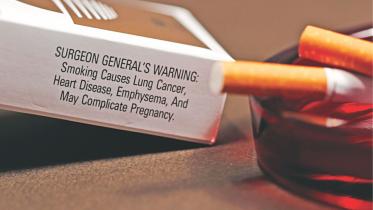 SURGEON GENERAL'S WARNING:
Smoking Causes Lung Cancer,
Heart Disease, Emphysema, And
May Complicate Pregnancy.